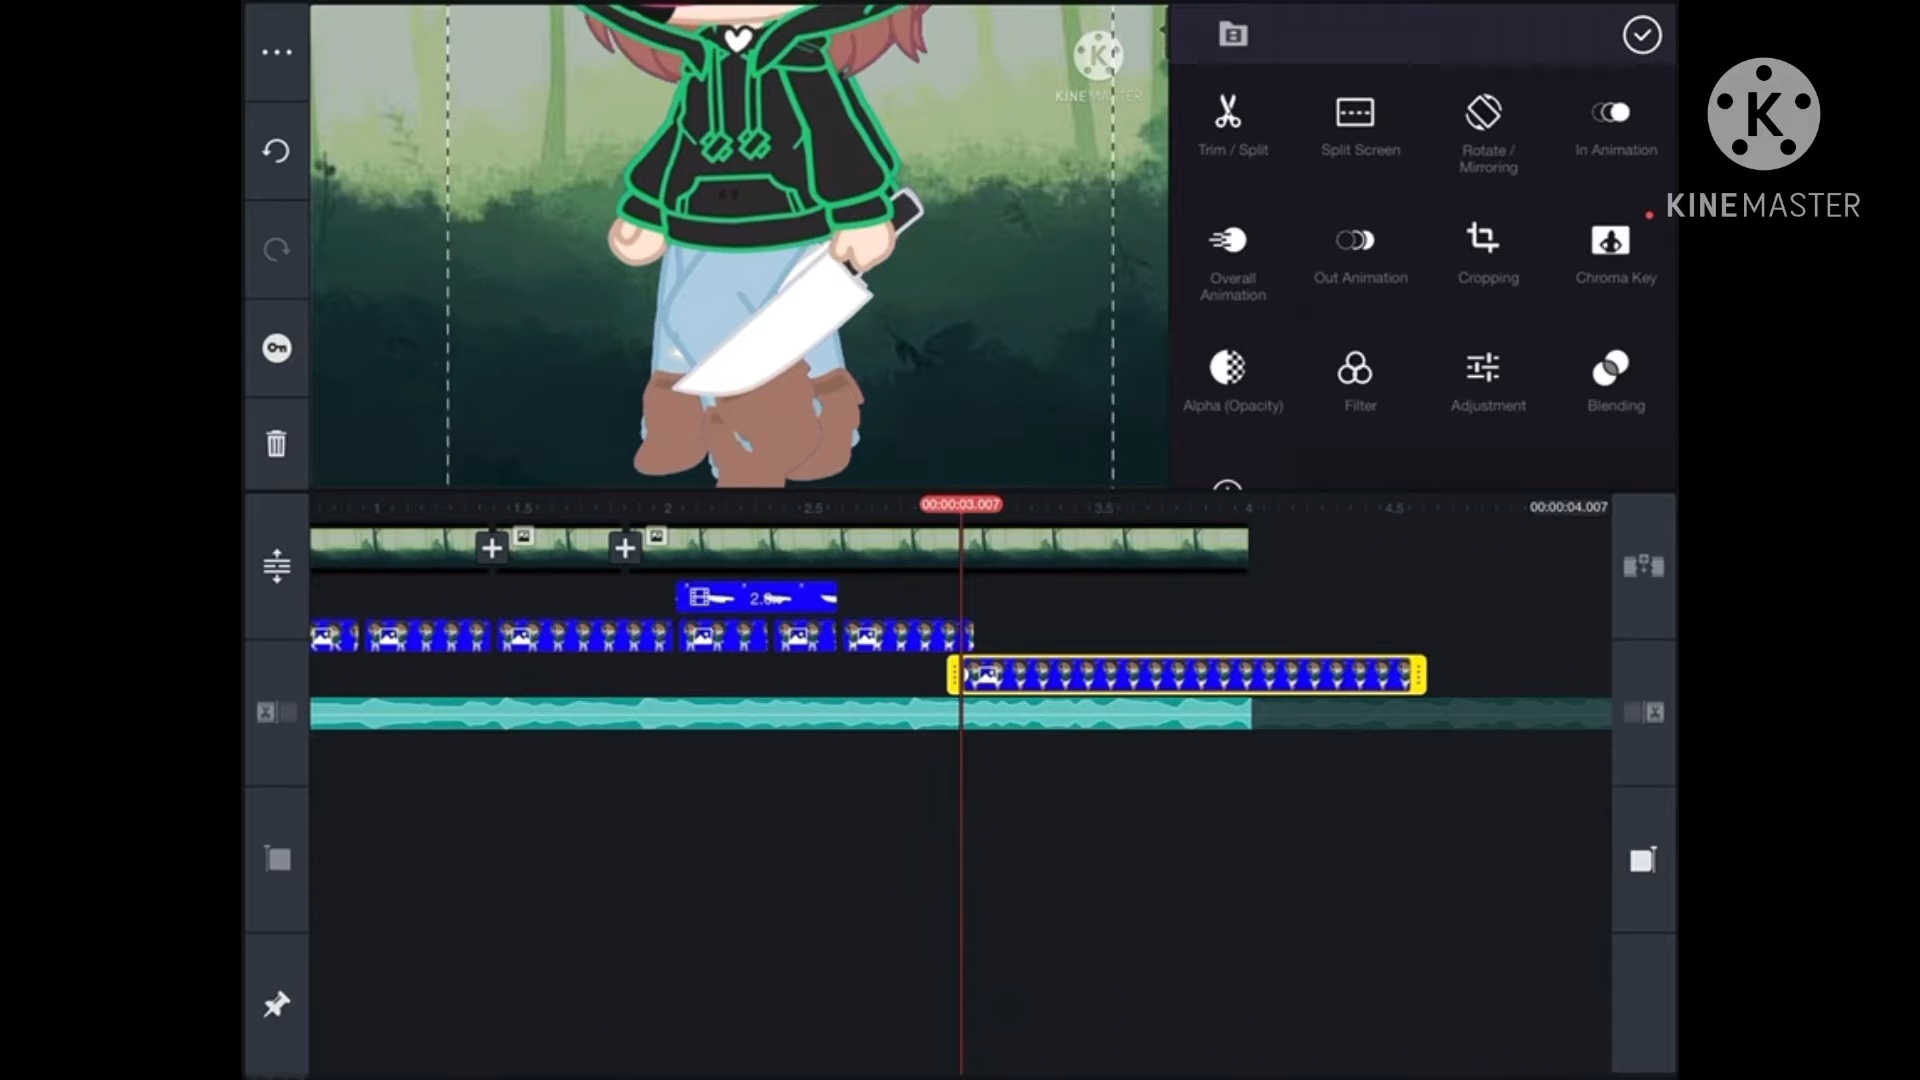 KINEMASTER
KINEMASTER
Trim / Split
Split Screen
Rotate /
Mirroring
In Animation
Overall
Animation
Out Animation
Cropping
Chroma Key
Alpha (Opacity)
Filter
Adjustment
Blending
1
1.5
2
2.5
00:00:03.007
3.5
4
4.5
00:00:04.007